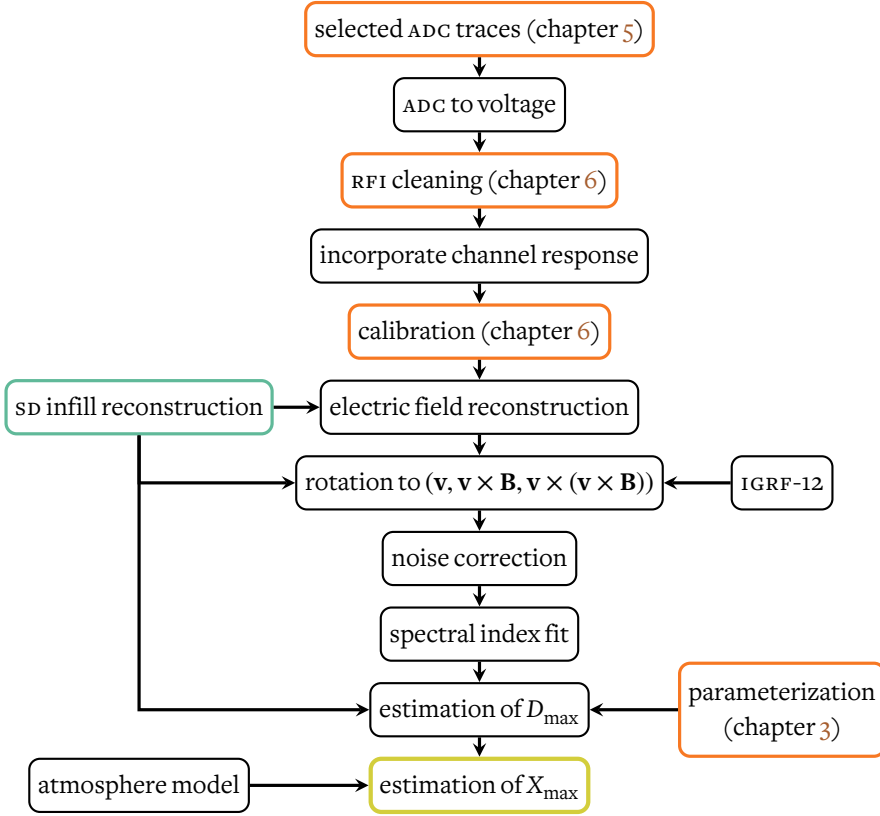 selected ADC traces (chapter 5)
ADC to voltage
RFI cleaning (chapter 6)
incorporate channel response
calibration (chapter 6)
SD infill reconstruction
electric field reconstruction
rotation to (v, v × B, v × (v × B))
IGRF-12
noise correction
spectral index fit
estimation of D_max
parameterization
(chapter 3)
atmosphere model
estimation of X_max